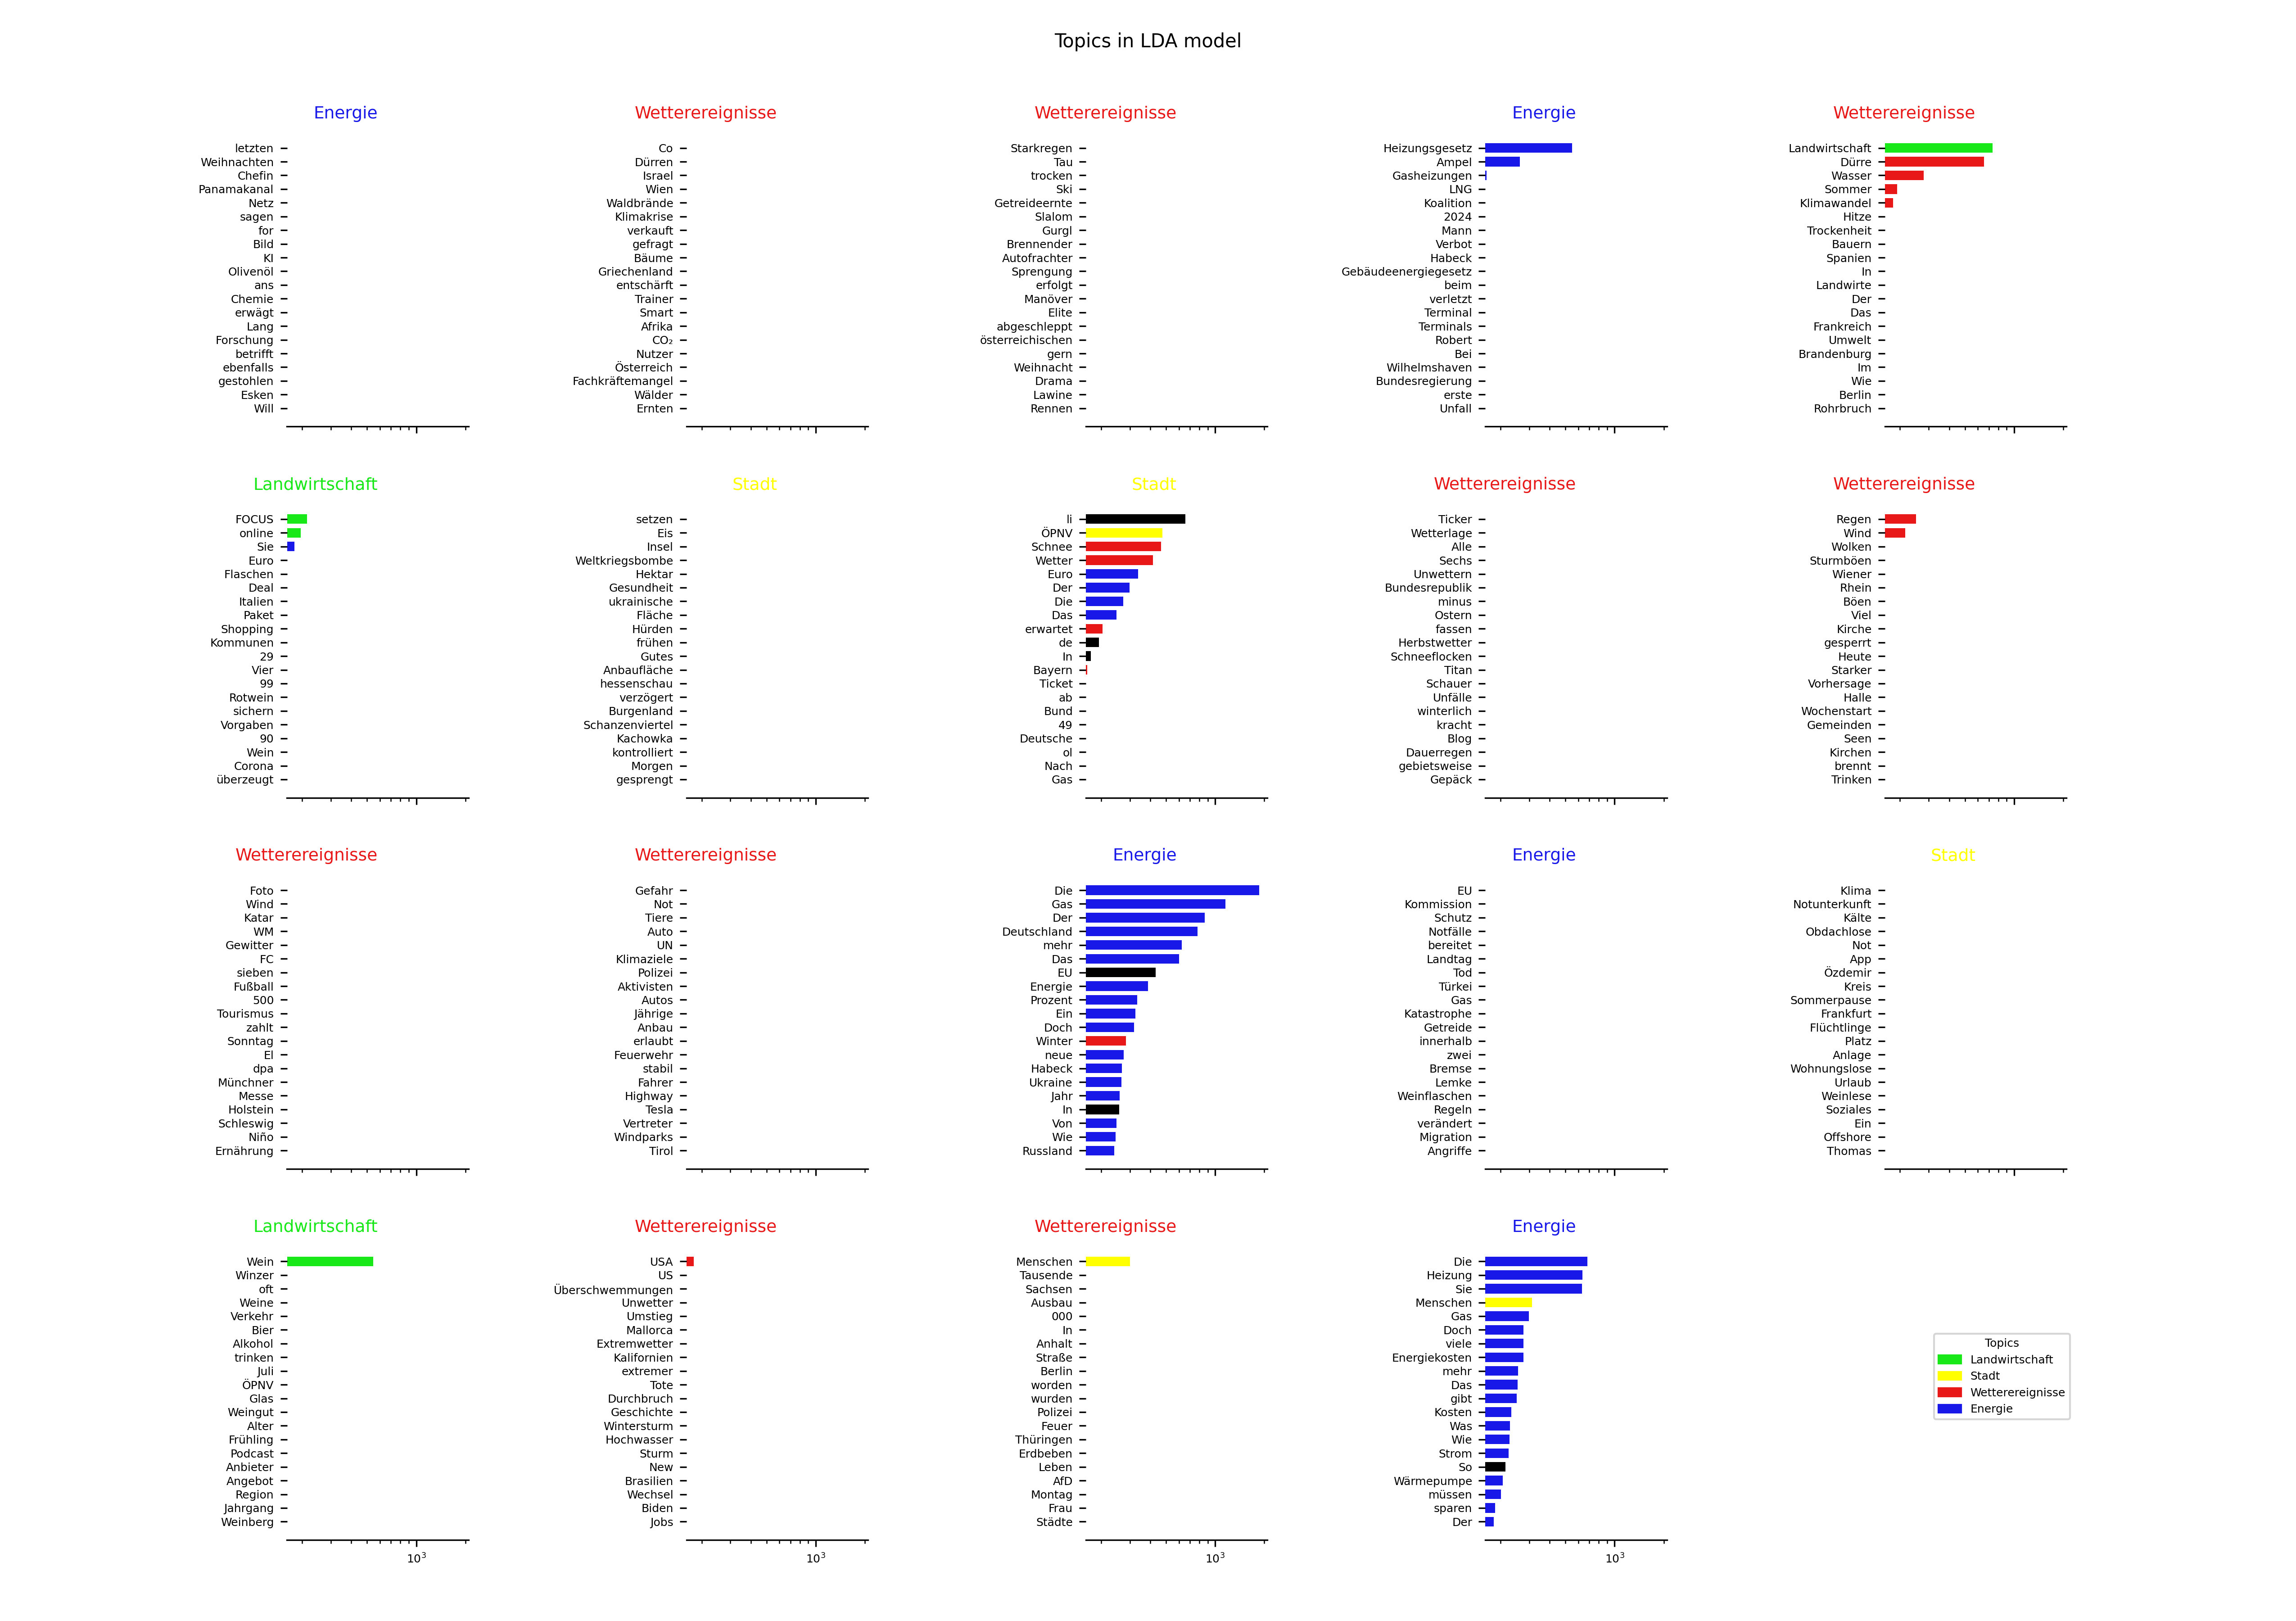 Topics in LDA model
Energie
letzten
Weihnachten
Chefin
Panamakanal
Netz
sagen
for
Bild
KI
Olivenöl
ans
Chemie
erwägt
Lang
Forschung
betrifft
ebenfalls
gestohlen
Esken
Will
Wetterereignisse
Co
Dürren
Israel
Wien
Waldbrände
Klimakrise
verkauft
gefragt
Bäume
Griechenland
entschärft
Trainer
Smart
Afrika
CO₂
Nutzer
Österreich
Fachkräftemangel
Wälder
Ernten
Wetterereignisse
Starkregen
Tau
trocken
Ski
Getreideernte
Slalom
Gurgl
Brennender
Autofrachter
Sprengung
erfolgt
Manöver
Elite
abgeschleppt
österreichischen
gern
Weihnacht
Drama
Lawine
Rennen
Energie
Heizungsgesetz
Ampel
Gasheizungen
LNG
Koalition
2024
Mann
Verbot
Habeck
Gebäudeenergiegesetz
beim
verletzt
Terminal
Terminals
Robert
Bei
Wilhelmshaven
Bundesregierung
erste
Unfall
Wetterereignisse
Landwirtschaft
Dürre
Wasser
Sommer
Klimawandel
Hitze
Trockenheit
Bauern
Spanien
In
Landwirte
Der
Das
Frankreich
Umwelt
Brandenburg
Im
Wie
Berlin
Rohrbruch
Landwirtschaft
FOCUS
online
Sie
Euro
Flaschen
Deal
Italien
Paket
Shopping
Kommunen
29
Vier
99
Rotwein
sichern
Vorgaben
90
Wein
Corona
überzeugt
Stadt
setzen
Eis
Insel
Weltkriegsbombe
Hektar
Gesundheit
ukrainische
Fläche
Hürden
frühen
Gutes
Anbaufläche
hessenschau
verzögert
Burgenland
Schanzenviertel
Kachowka
kontrolliert
Morgen
gesprengt
Stadt
li
ÖPNV
Schnee
Wetter
Euro
Der
Die
Das
erwartet
de
In
Bayern
Ticket
ab
Bund
49
Deutsche
ol
Nach
Gas
Wetterereignisse
Ticker
Wetterlage
Alle
Sechs
Unwettern
Bundesrepublik
minus
Ostern
fassen
Herbstwetter
Schneeflocken
Titan
Schauer
Unfälle
winterlich
kracht
Blog
Dauerregen
gebietsweise
Gepäck
Wetterereignisse
Regen
Wind
Wolken
Sturmböen
Wiener
Rhein
Böen
Viel
Kirche
gesperrt
Heute
Starker
Vorhersage
Halle
Wochenstart
Gemeinden
Seen
Kirchen
brennt
Trinken
Wetterereignisse
Foto
Wind
Katar
WM
Gewitter
FC
sieben
Fußball
500
Tourismus
zahlt
Sonntag
El
dpa
Münchner
Messe
Holstein
Schleswig
Niño
Ernährung
Wetterereignisse
Gefahr
Not
Tiere
Auto
UN
Klimaziele
Polizei
Aktivisten
Autos
Jährige
Anbau
erlaubt
Feuerwehr
stabil
Fahrer
Highway
Tesla
Vertreter
Windparks
Tirol
Energie
Die
Gas
Der
Deutschland
mehr
Das
EU
Energie
Prozent
Ein
Doch
Winter
neue
Habeck
Ukraine
Jahr
In
Von
Wie
Russland
Energie
EU
Kommission
Schutz
Notfälle
bereitet
Landtag
Tod
Türkei
Gas
Katastrophe
Getreide
innerhalb
zwei
Bremse
Lemke
Weinflaschen
Regeln
verändert
Migration
Angriffe
Stadt
Klima
Notunterkunft
Kälte
Obdachlose
Not
App
Özdemir
Kreis
Sommerpause
Frankfurt
Flüchtlinge
Platz
Anlage
Wohnungslose
Urlaub
Weinlese
Soziales
Ein
Offshore
Thomas
Landwirtschaft
Wein
Winzer
oft
Weine
Verkehr
Bier
Alkohol
trinken
Juli
ÖPNV
Glas
Weingut
Alter
Frühling
Podcast
Anbieter
Angebot
Region
Jahrgang
Weinberg
10³
Wetterereignisse
USA
US
Überschwemmungen
Unwetter
Umstieg
Mallorca
Extremwetter
Kalifornien
extremer
Tote
Durchbruch
Geschichte
Wintersturm
Hochwasser
Sturm
New
Brasilien
Wechsel
Biden
Jobs
10³
Wetterereignisse
Menschen
Tausende
Sachsen
Ausbau
000
In
Anhalt
Straße
Berlin
worden
wurden
Polizei
Feuer
Thüringen
Erdbeben
Leben
AfD
Montag
Frau
Städte
10³
Energie
Die
Heizung
Sie
Menschen
Gas
Doch
viele
Energiekosten
mehr
Das
gibt
Kosten
Was
Wie
Strom
So
Wärmepumpe
müssen
sparen
Der
10³
Topics
Landwirtschaft
Stadt
Wetterereignisse
Energie